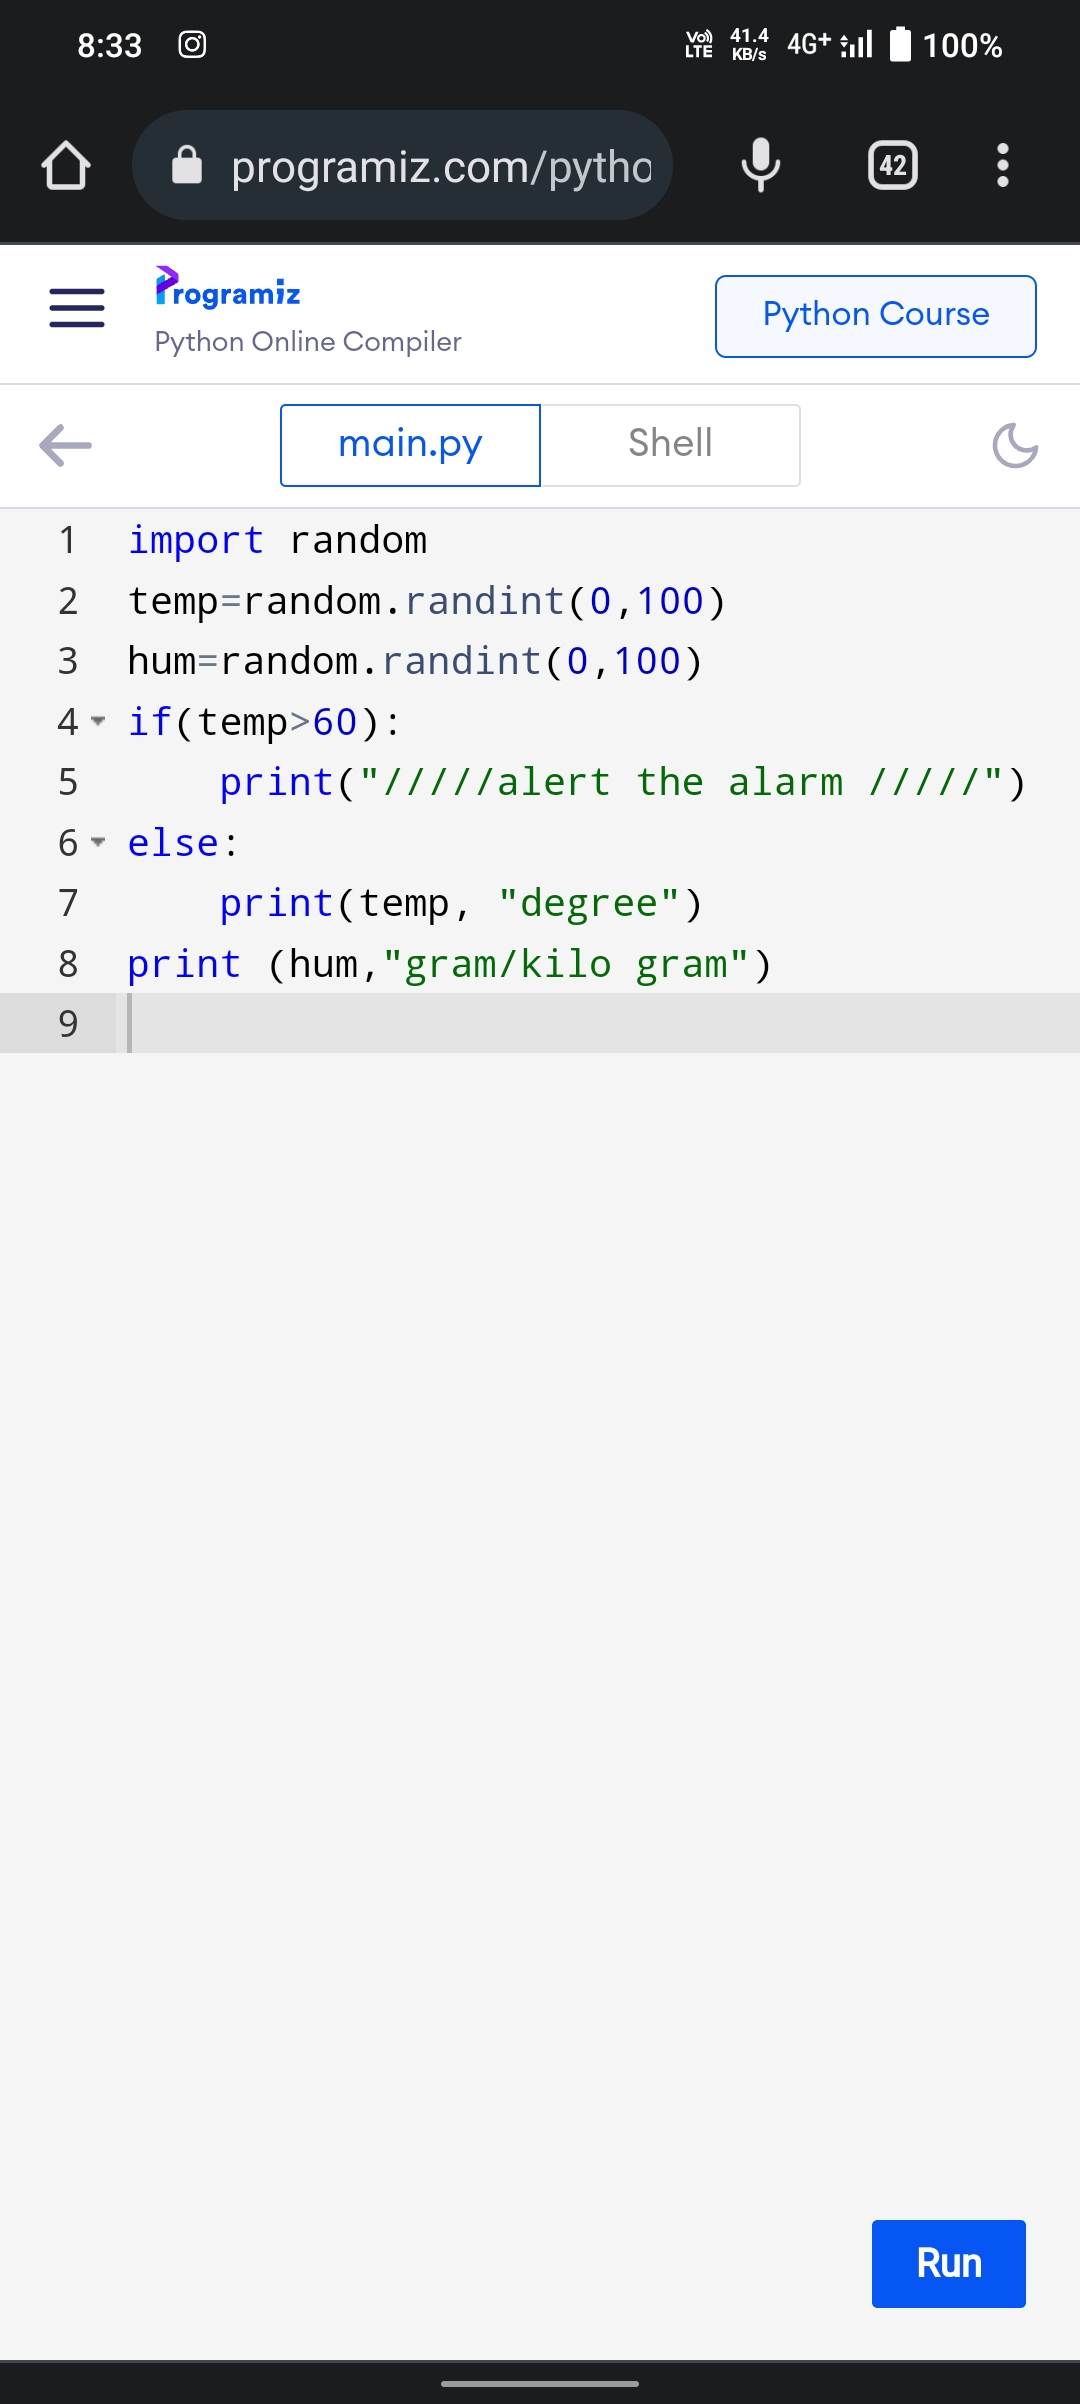 8:33 Vo) LTE 41.4 KB/s 4G+ 100%
programiz.com/pytho 42
Programiz
Python Online Compiler
Python Course
main.py Shell
1 import random
2 temp=random.randint(0,100)
3 hum=random.randint(0,100)
4 if(temp>60):
5     print("/////alert the alarm /////")
6 else:
7     print(temp, "degree")
8 print (hum,"gram/kilo gram")
9
Run